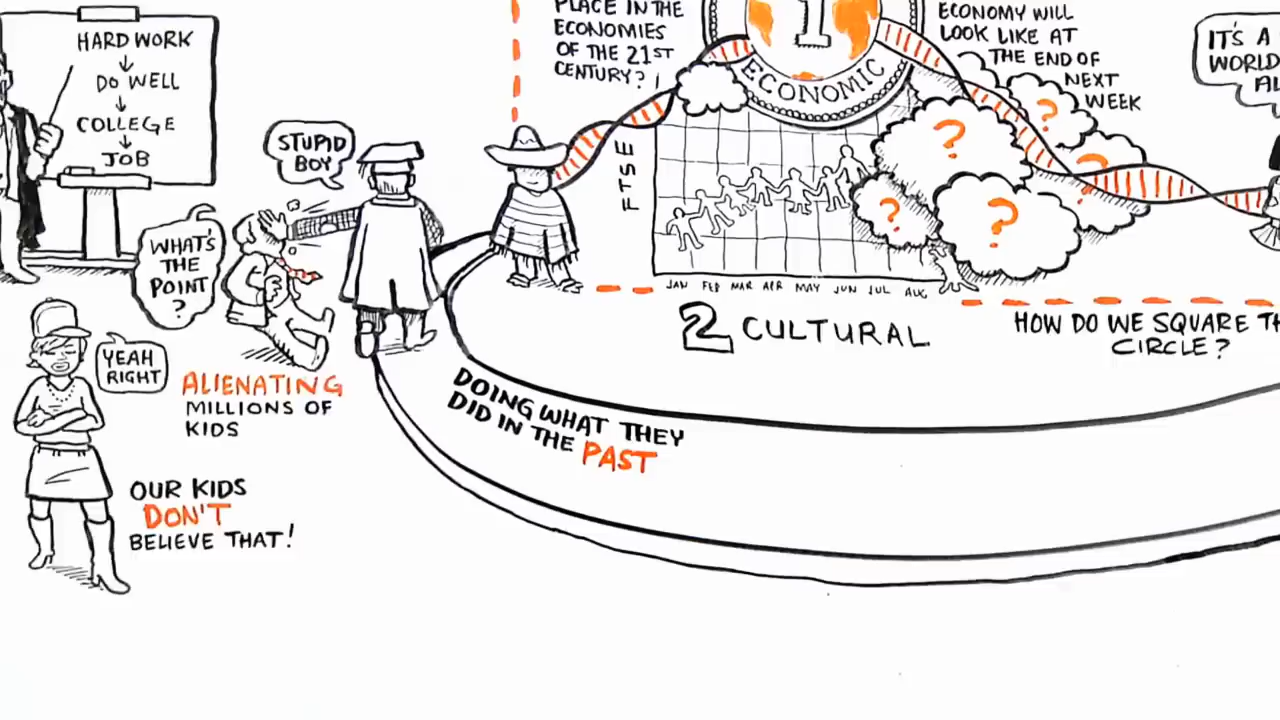 HARD WORK
DO WELL
COLLEGE
JOB
STUPID
BOY
WHAT'S
THE
POINT
?
YEAH
RIGHT
ALIENATING
MILLIONS OF
KIDS
OUR KIDS
DON'T
BELIEVE THAT!
PLACE IN THE
ECONOMIES
OF THE 21ST
CENTURY?
1
ECONOMIC
ECONOMY WILL
LOOK LIKE AT
THE END OF
NEXT
WEEK
IT'S A
WORLD
FTSE
?
?
?
?
?
JAN FEB MAR APR MAY JUN JUL AUG
2 CULTURAL
HOW DO WE SQUARE
CIRCLE?
DOING WHAT THEY
DID IN THE PAST